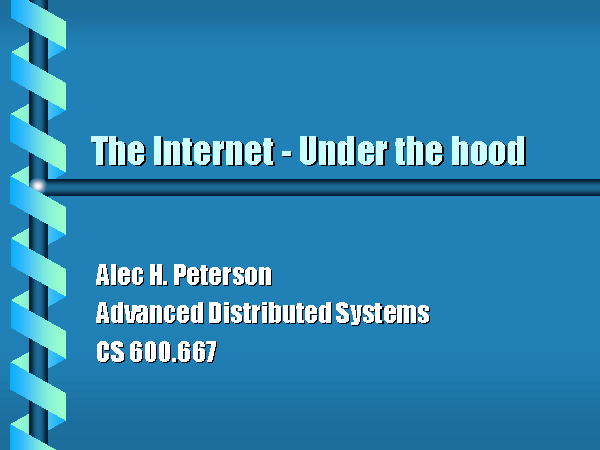 The Internet - Under the hood
Alec H. Peterson
Advanced Distributed Systems
CS 600.667